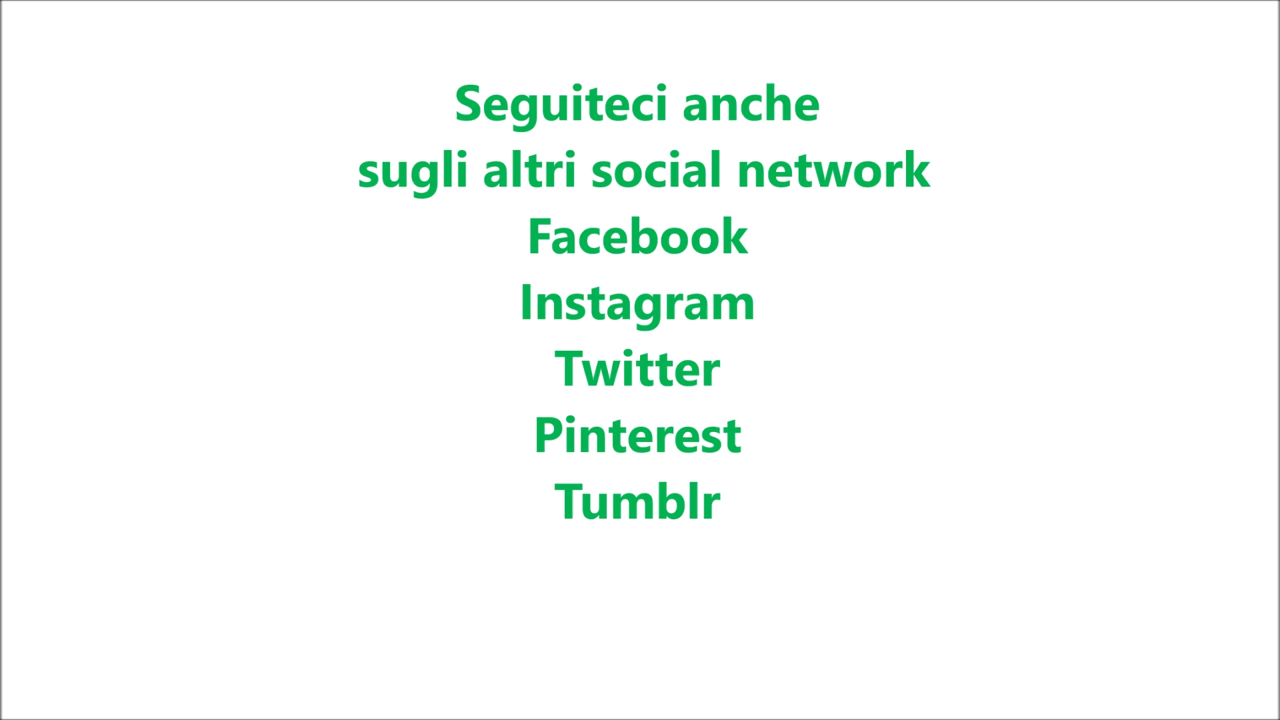 Seguiteci anche
sugli altri social network
Facebook
Instagram
Twitter
Pinterest
Tumblr